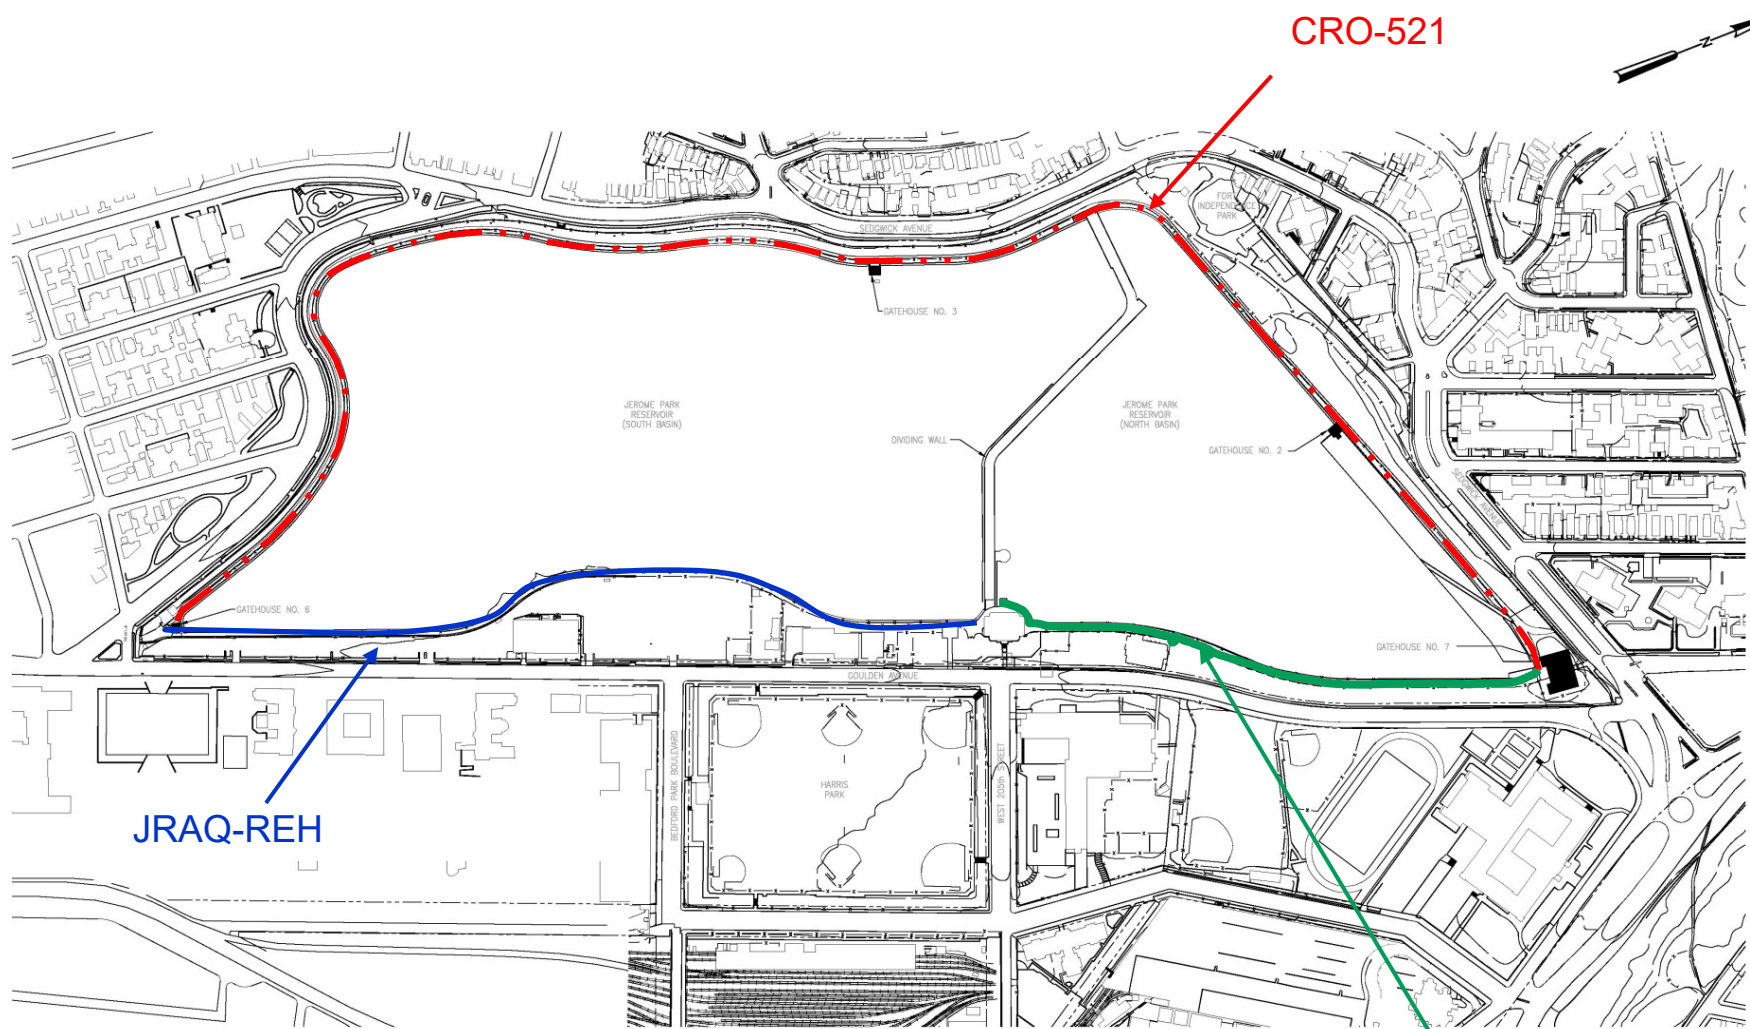 CRO-521
N
FORT
INDEPENDENCE
PARK
SEDGWICK AVENUE
GATEHOUSE NO. 3
JEROME PARK
RESERVOIR
(SOUTH BASIN)
JEROME PARK
RESERVOIR
(NORTH BASIN)
DIVIDING WALL
GATEHOUSE NO. 2
SEDGWICK AVENUE
GATEHOUSE NO. 6
GATEHOUSE NO. 7
GOULDEN AVENUE
BEDFORD PARK BOULEVARD
WEST 205th STREET
HARRIS
PARK
JRAQ-REH